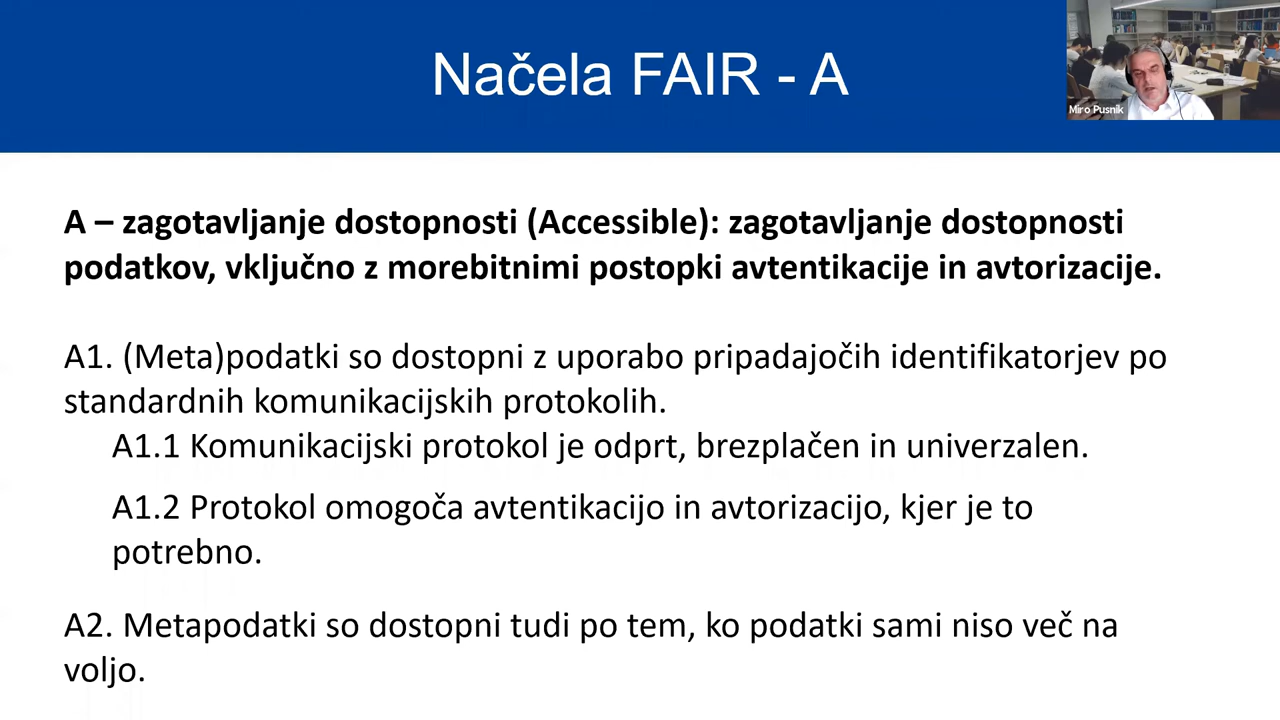 Načela FAIR - A
Miro Pusnik
A – zagotavljanje dostopnosti (Accessible): zagotavljanje dostopnosti
podatkov, vključno z morebitnimi postopki avtentikacije in avtorizacije.
A1. (Meta)podatki so dostopni z uporabo pripadajočih identifikatorjev po
standardnih komunikacijskih protokolih.
A1.1 Komunikacijski protokol je odprt, brezplačen in univerzalen.
A1.2 Protokol omogoča avtentikacijo in avtorizacijo, kjer je to
potrebno.
A2. Metapodatki so dostopni tudi po tem, ko podatki sami niso več na
voljo.